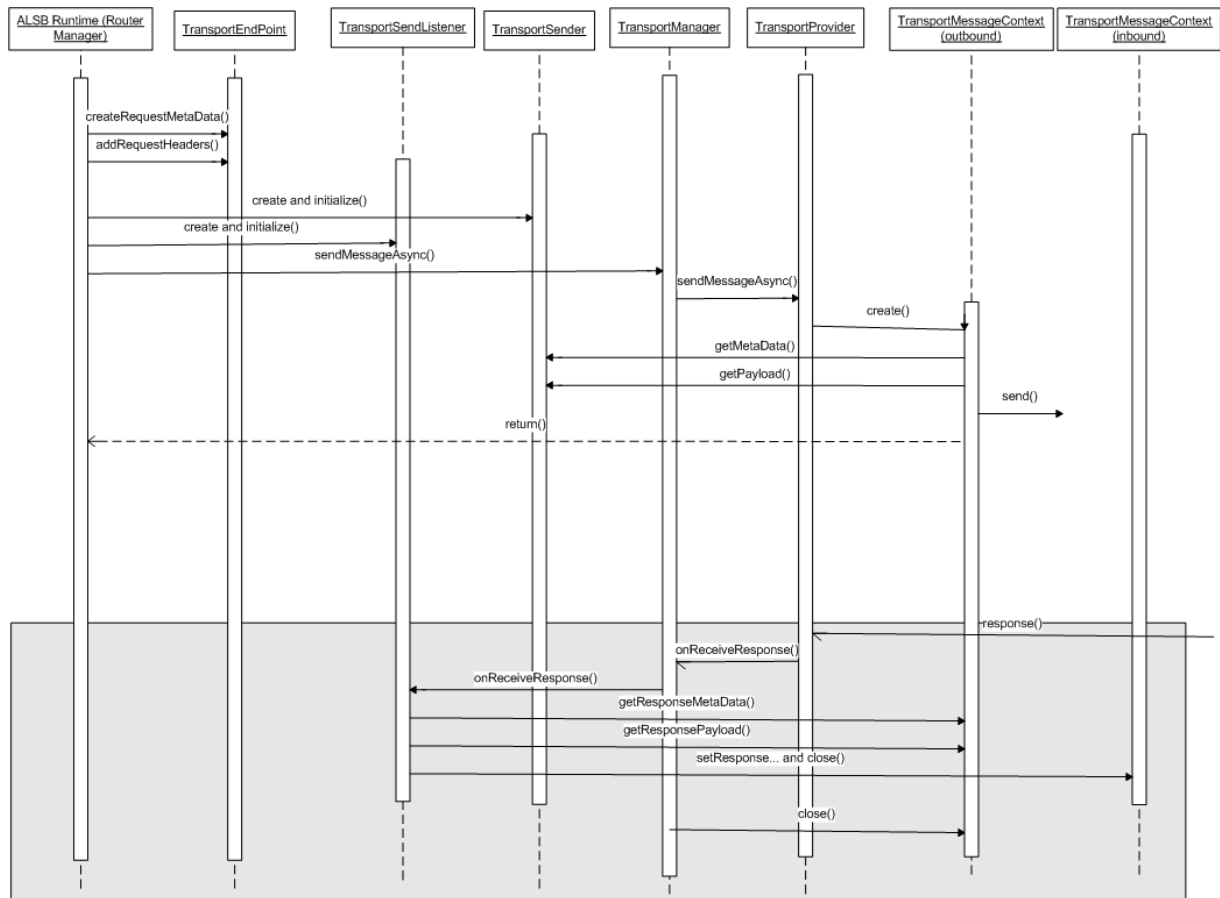 ALSB Runtime (Router
Manager)
TransportEndPoint
TransportSendListener
TransportSender
TransportManager
TransportProvider
TransportMessageContext
(outbound)
TransportMessageContext
(inbound)
createRequestMetaData()
addRequestHeaders()
create and initialize()
create and initialize()
sendMessageAsync()
sendMessageAsync()
create()
getMetaData()
getPayload()
send()
return()
response()
onReceiveResponse()
onReceiveResponse()
getResponseMetaData()
getResponsePayload()
setResponse... and close()
close()